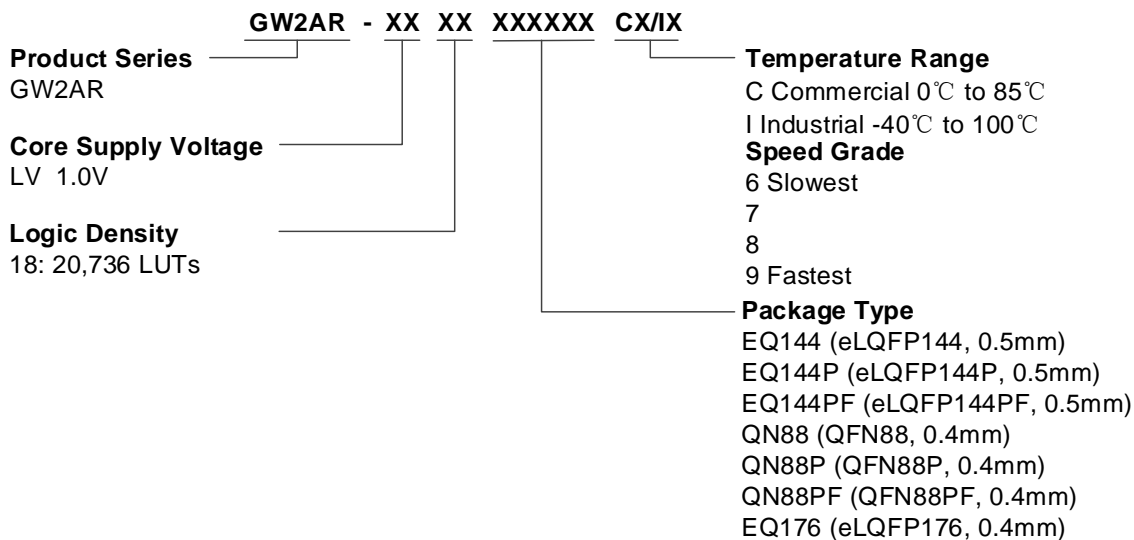 GW2AR - XX XX XXXXXX CX/IX
Product Series
GW2AR
Core Supply Voltage
LV 1.0V
Logic Density
18: 20,736 LUTs
Temperature Range
C Commercial 0℃ to 85℃
I Industrial -40℃ to 100℃
Speed Grade
6 Slowest
7
8
9 Fastest
Package Type
EQ144 (eLQFP144, 0.5mm)
EQ144P (eLQFP144P, 0.5mm)
EQ144PF (eLQFP144PF, 0.5mm)
QN88 (QFN88, 0.4mm)
QN88P (QFN88P, 0.4mm)
QN88PF (QFN88PF, 0.4mm)
EQ176 (eLQFP176, 0.4mm)